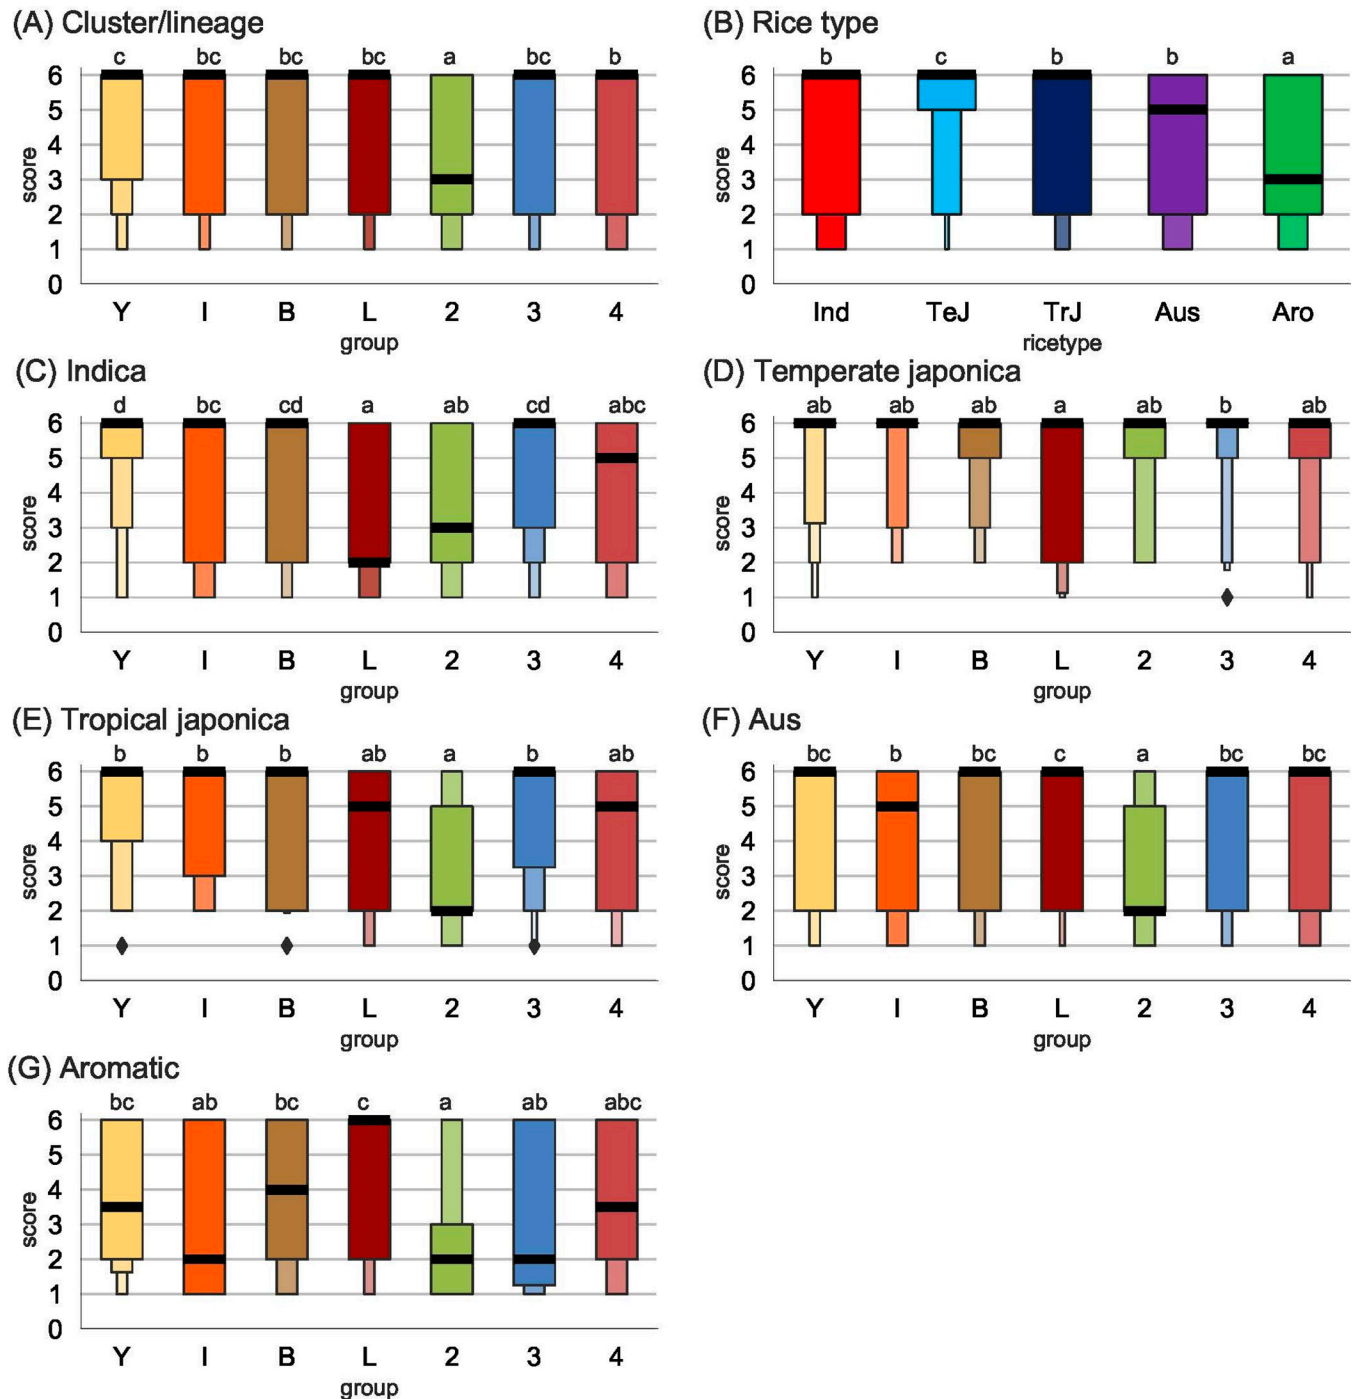 (A) Cluster/lineage
c bc bc bc a bc b
6
5
4
3
2
1
0
score
Y I B L 2 3 4
group
(B) Rice type
b c b b a
6
5
4
3
2
1
0
score
Ind TeJ TrJ Aus Aro
ricetype
(C) Indica
d bc cd a ab cd abc
6
5
4
3
2
1
0
score
Y I B L 2 3 4
group
(D) Temperate japonica
ab ab ab a ab b ab
6
5
4
3
2
1
0
score
Y I B L 2 3 4
group
(E) Tropical japonica
b b b ab a b ab
6
5
4
3
2
1
0
score
Y I B L 2 3 4
group
(F) Aus
bc b bc c a bc bc
6
5
4
3
2
1
0
score
Y I B L 2 3 4
group
(G) Aromatic
bc ab bc c a ab abc
6
5
4
3
2
1
0
score
Y I B L 2 3 4
group